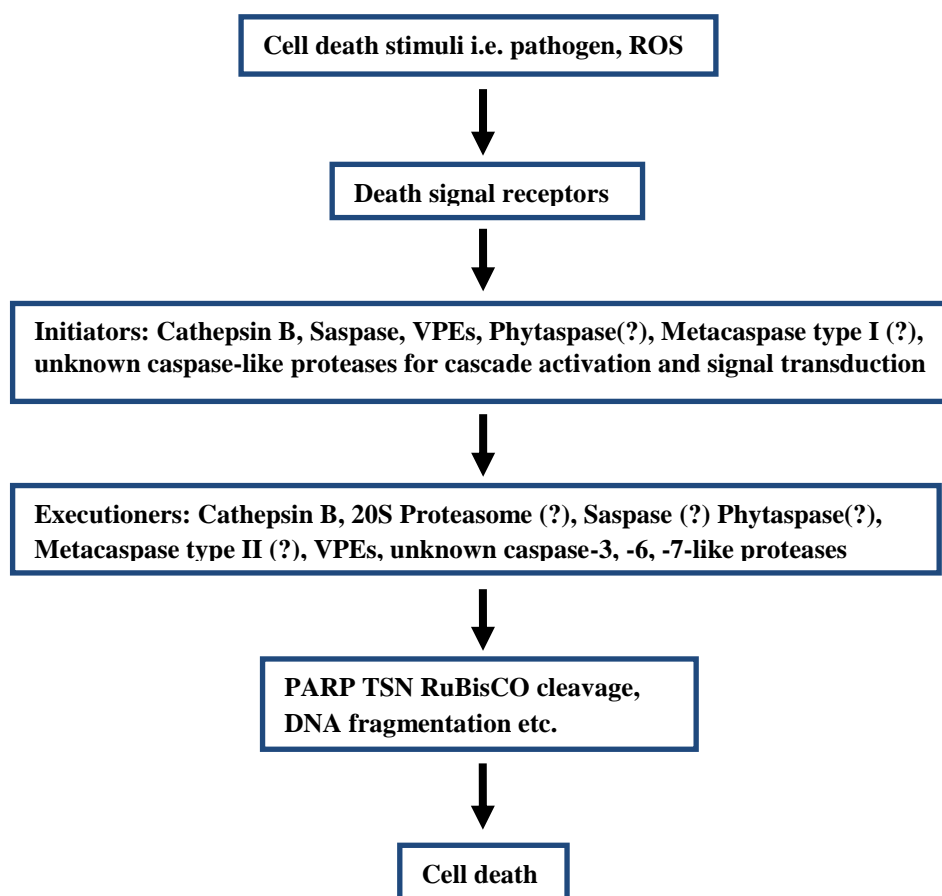 Cell death stimuli i.e. pathogen, ROS
Death signal receptors
Initiators: Cathepsin B, Saspase, VPEs, Phytaspase(?), Metacaspase type I (?),
unknown caspase-like proteases for cascade activation and signal transduction
Executioners: Cathepsin B, 20S Proteasome (?), Saspase (?) Phytaspase(?),
Metacaspase type II (?), VPEs, unknown caspase-3, -6, -7-like proteases
PARP TSN RuBisCO cleavage,
DNA fragmentation etc.
Cell death